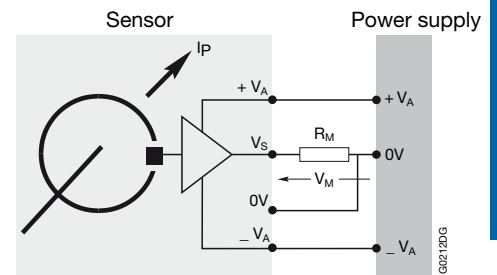 Sensor
Power supply
IP
+ VA
+ VA
VS
RM
0V
VM
0V
_ VA
_ VA
G0212DG